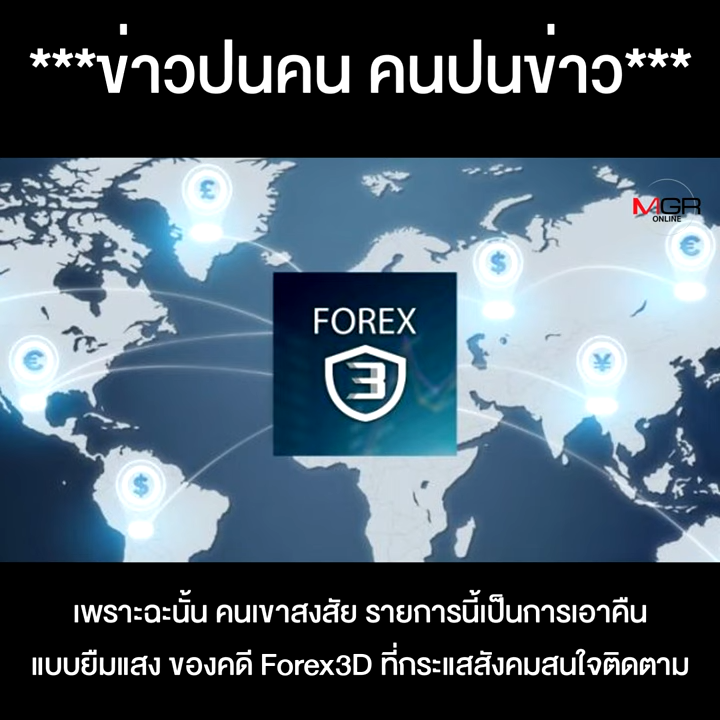 ***ข่าวปนคน คนปนข่าว***
MGR
ONLINE
£
$
€
FOREX
3
€
¥
$
เพราะฉะนั้น คนเขาสงสัย รายการนี้เป็นการเอาคืน
แบบยืมแสง ของคดี Forex3D ที่กระแสสังคมสนใจติดตาม